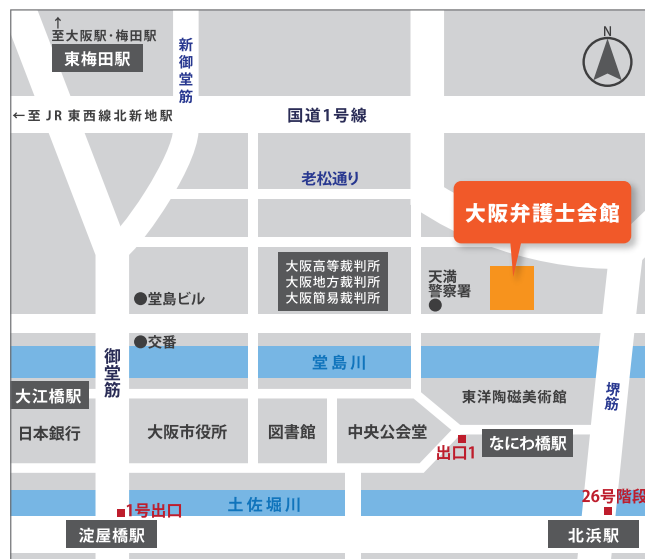 ↑
至大阪駅・梅田駅
東梅田駅
新御堂筋
N
←至 JR 東西線北新地駅
国道1号線
老松通り
大阪弁護士会館
大阪高等裁判所
大阪地方裁判所
大阪簡易裁判所
天満
警察署
堂島ビル
交番
御堂筋
堂島川
大江橋駅
東洋陶磁美術館
堺筋
日本銀行
大阪市役所
図書館
中央公会堂
なにわ橋駅
出口1
1号出口
土佐堀川
26号階段
淀屋橋駅
北浜駅